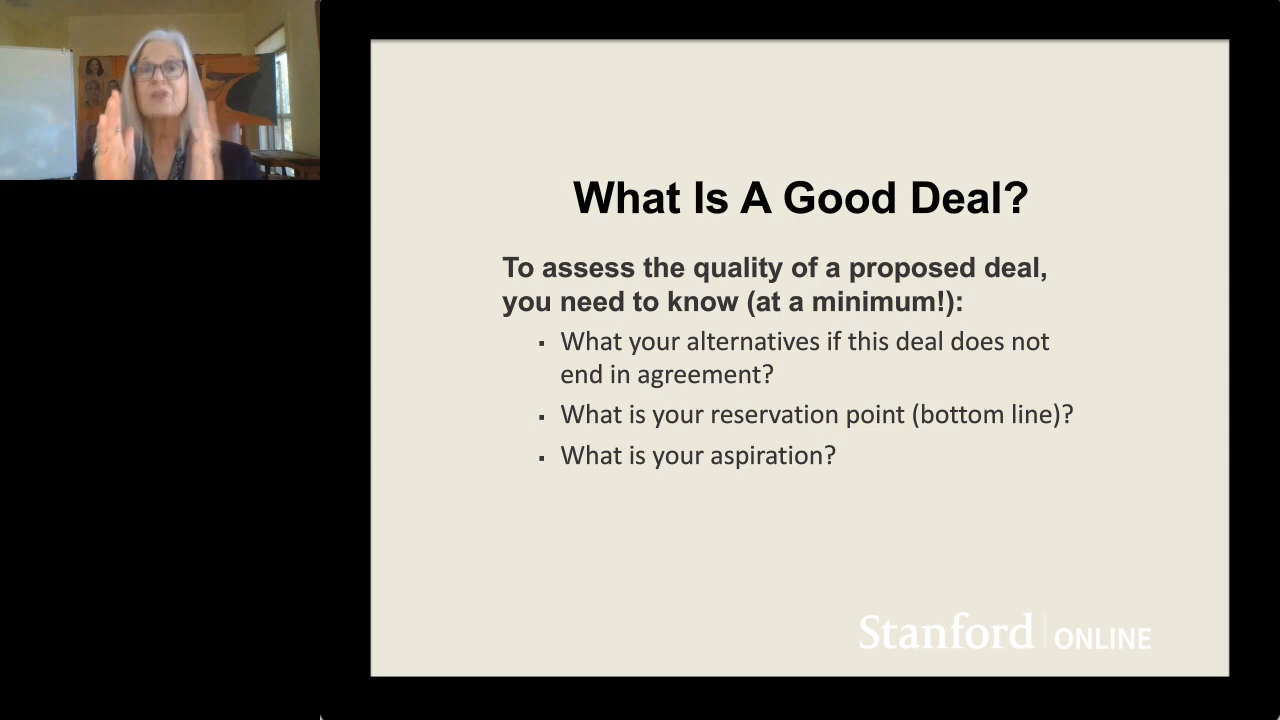 What Is A Good Deal?
To assess the quality of a proposed deal,
you need to know (at a minimum!):
▪ What your alternatives if this deal does not
end in agreement?
▪ What is your reservation point (bottom line)?
▪ What is your aspiration?
Stanford | ONLINE